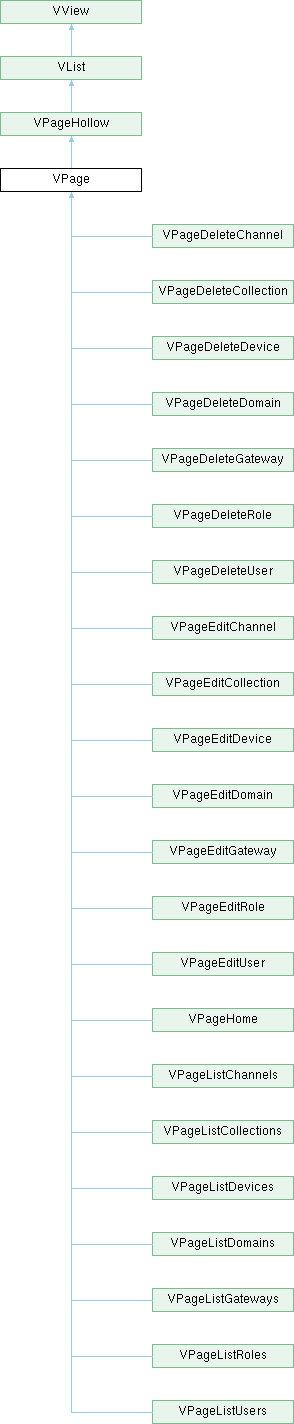 VView
VList
VPageHollow
VPage
VPageDeleteChannel
VPageDeleteCollection
VPageDeleteDevice
VPageDeleteDomain
VPageDeleteGateway
VPageDeleteRole
VPageDeleteUser
VPageEditChannel
VPageEditCollection
VPageEditDevice
VPageEditDomain
VPageEditGateway
VPageEditRole
VPageEditUser
VPageHome
VPageListChannels
VPageListCollections
VPageListDevices
VPageListDomains
VPageListGateways
VPageListRoles
VPageListUsers